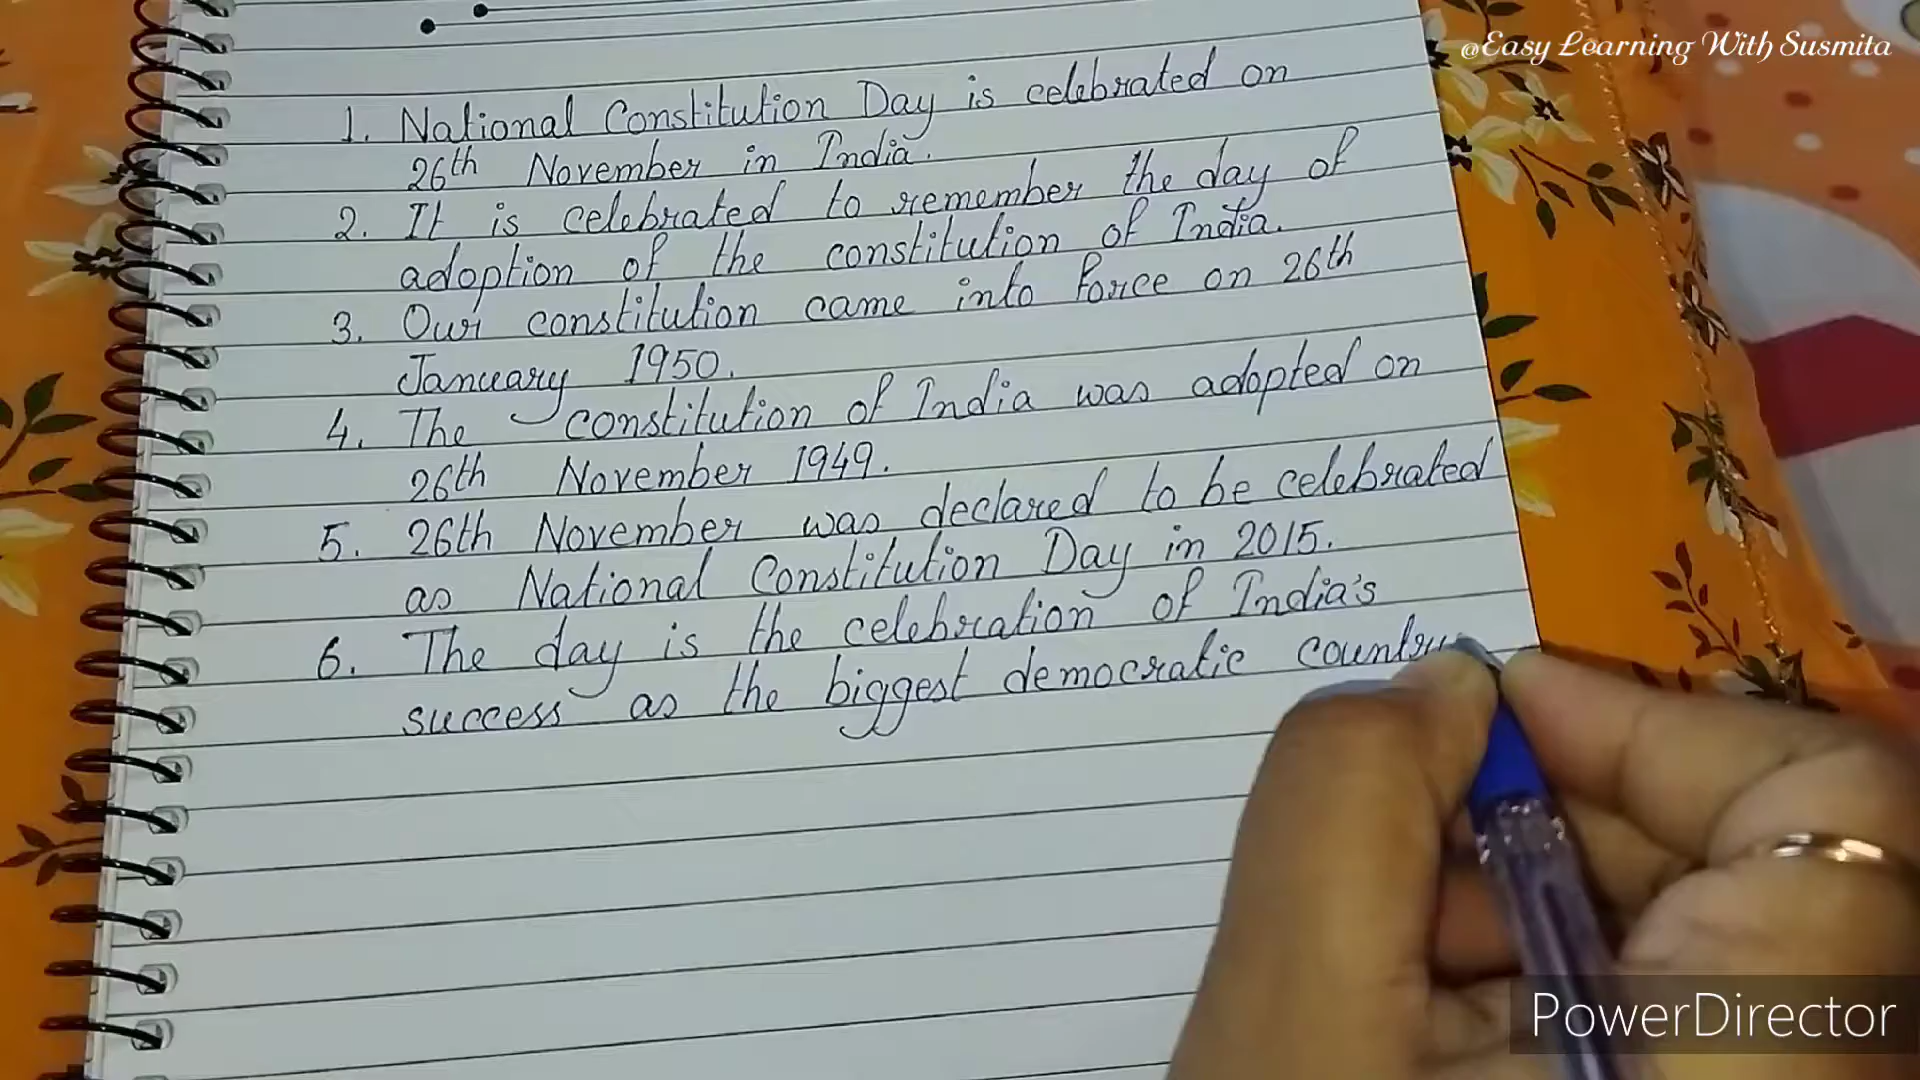 @Easy Learning With Susmita
1. National Constitution Day is celebrated on
26th November in India.
2. It is celebrated to remember the day of
adoption of the constitution of India.
3. Our constitution came into force on 26th
January 1950.
4. The constitution of India was adopted on
26th November 1949.
5. 26th November was declared to be celebrated
as National Constitution Day in 2015.
6. The day is the celebration of India's
success as the biggest democratic country
PowerDirector